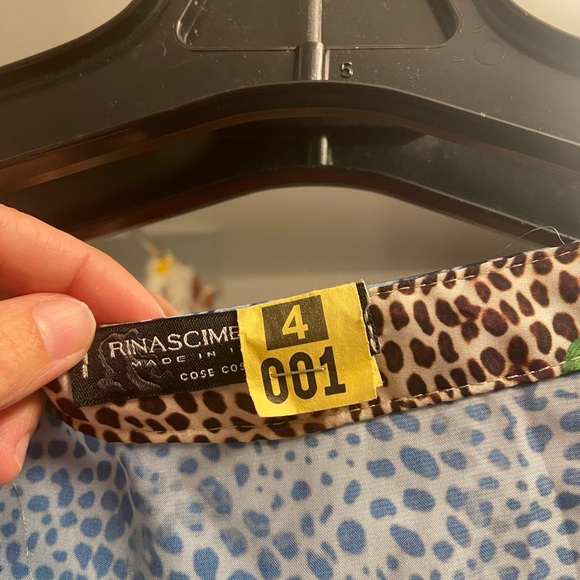 5
RINASCIME
MADE IN
COSE COS
4
001